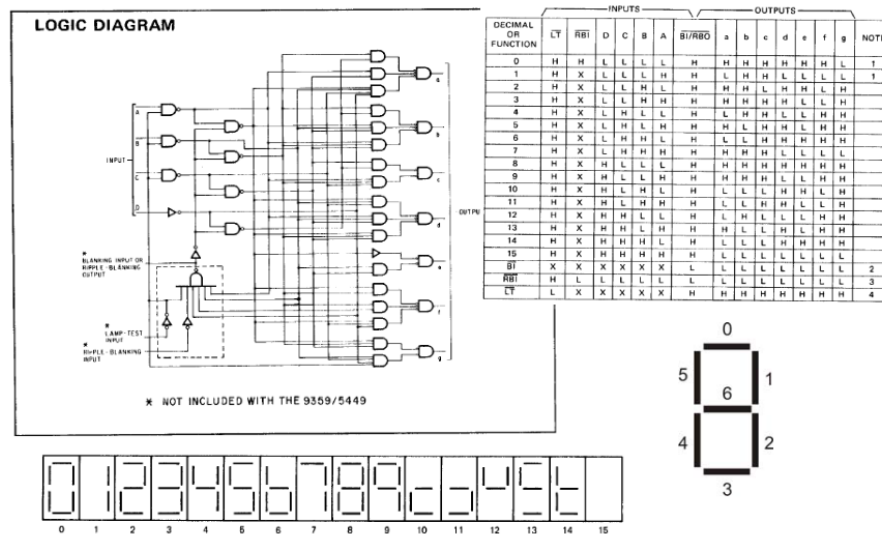 LOGIC DIAGRAM
A
B
C
D
INPUT
a
b
c
d
e
f
g
OUTPU
*
BLANKING INPUT OR
RIPPLE-BLANKING
OUTPUT
*
LAMP-TEST
INPUT
*
RIPPLE-BLANKING
INPUT
* NOT INCLUDED WITH THE 9359/5449
INPUTS OUTPUTS
DECIMAL OR FUNCTION LT RBI D C B A BI/RBO a b c d e f g NOTE
0 H H L L L L H H H H H H H L 1
1 H X L L L H H L H H L L L L 1
2 H X L L H L H H H L H H L H
3 H X L L H H H H H H H L L H
4 H X L H L L H L H H L L H H
5 H X L H L H H H L H H L H H
6 H X L H H L H L L H H H H H
7 H X L H H H H H H H L L L L
8 H X H L L L H H H H H H H H
9 H X H L L H H H H H L L H H
10 H X H L H L H L L L H H L H
11 H X H L H H H L L H H L L H
12 H X H H L L H L H L L L H H
13 H X H H L H H H L L H L H H
14 H X H H H L H L L L H H H H
15 H X H H H H H L L L L L L L
BI X X X X X X L L L L L L L L 2
RBI H L L L L L L L L L L L L L 3
LT L X X X X X H H H H H H H H 4
0
5 1
6
4 2
3
0 1 2 3 4 5 6 7 8 9 10 11 12 13 14 15